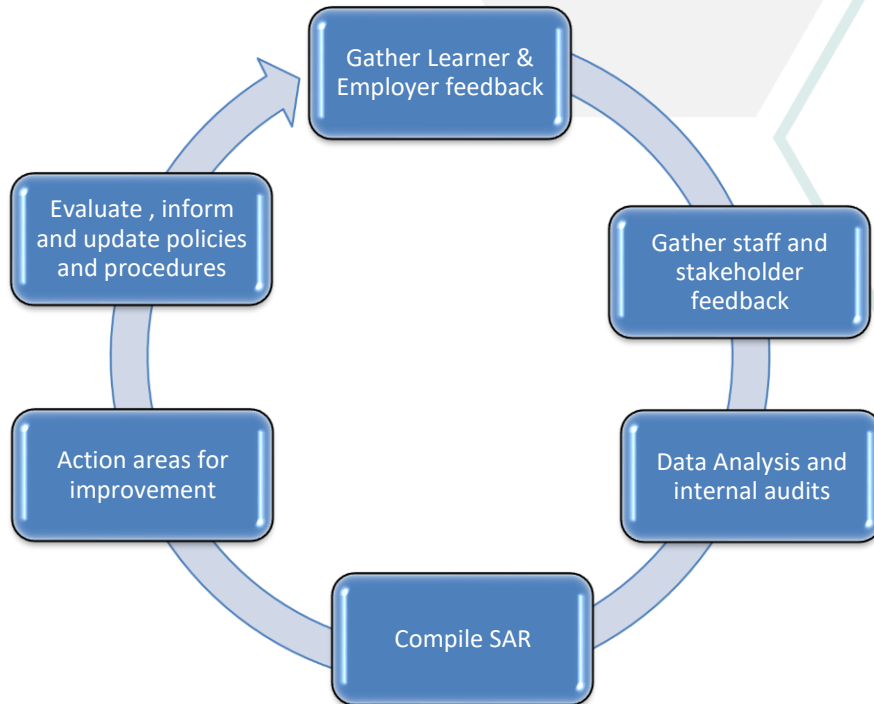 Gather Learner &
Employer feedback
Gather staff and
stakeholder
feedback
Data Analysis and
internal audits
Compile SAR
Action areas for
improvement
Evaluate , inform
and update policies
and procedures